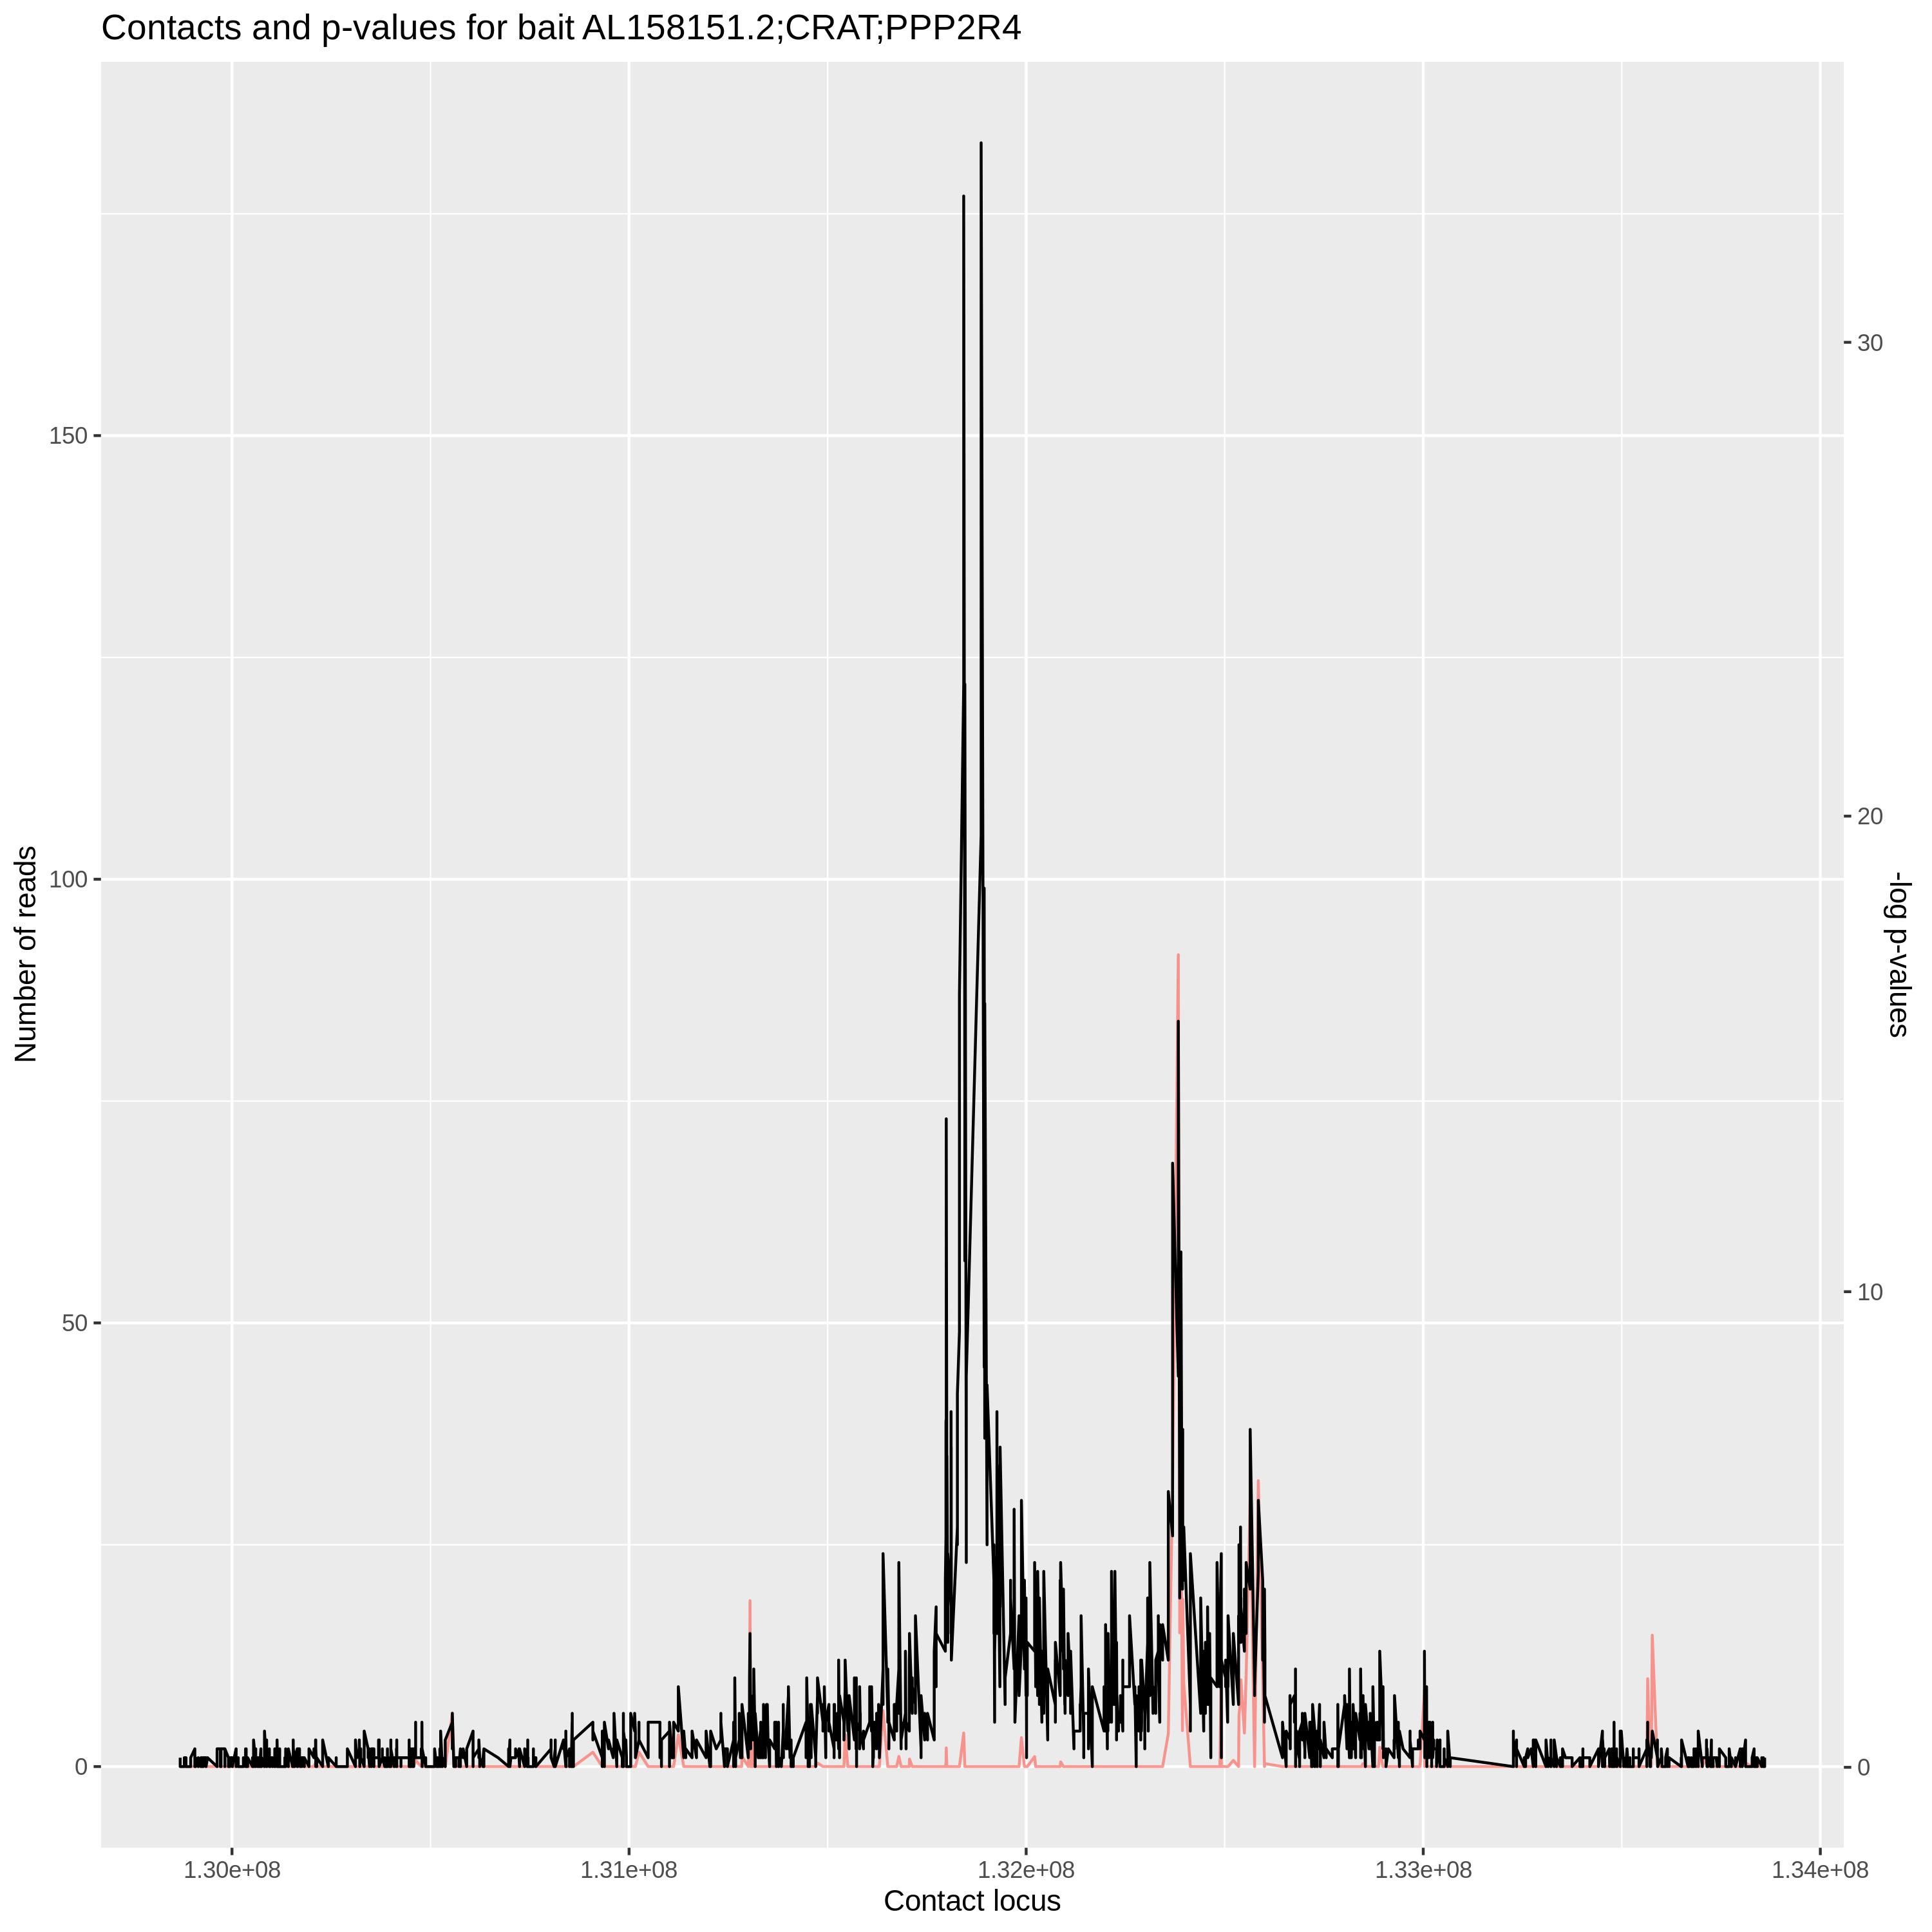 Contacts and p-values for bait AL158151.2;CRAT;PPP2R4
Number of reads
150
100
50
0
30
20
10
0
-log p-values
1.30e+08
1.31e+08
1.32e+08
1.33e+08
1.34e+08
Contact locus